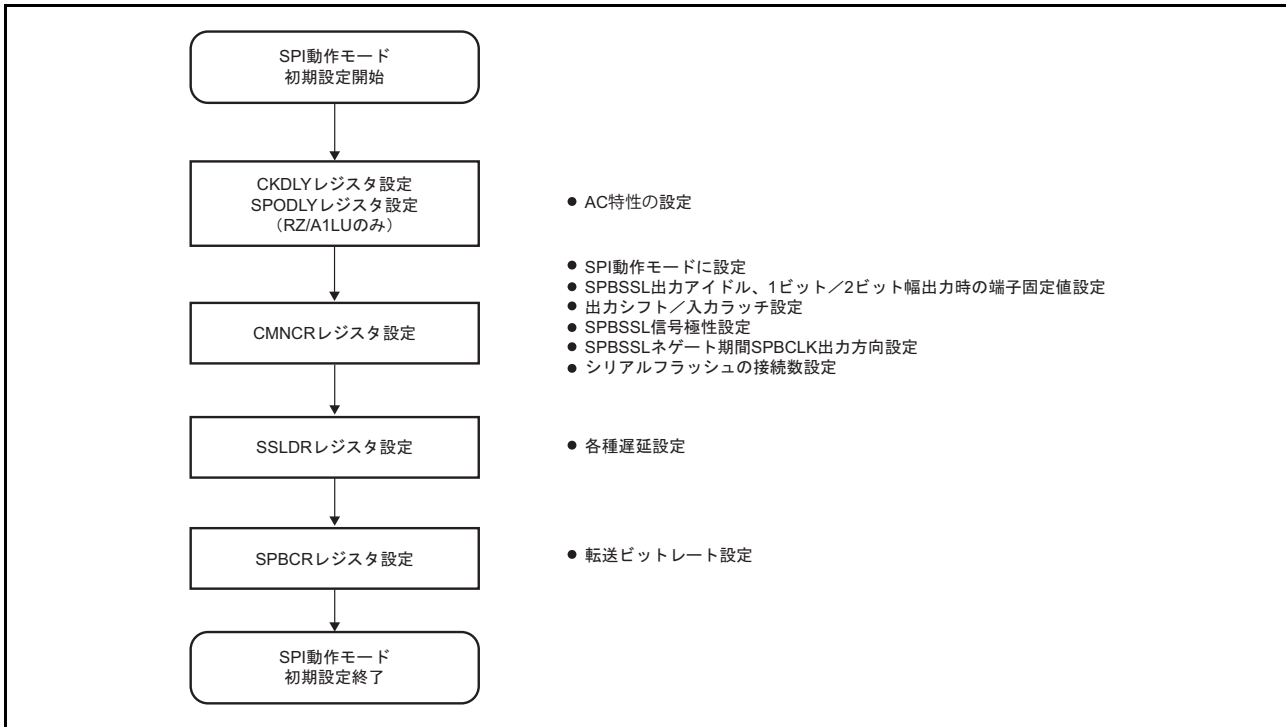 SPI動作モード
初期設定開始
CKDLYレジスタ設定
SPODLYレジスタ設定
（RZ/A1LUのみ）
● AC特性の設定
CMNCRレジスタ設定
● SPI動作モードに設定
● SPBSSL出力アイドル、1ビット／2ビット幅出力時の端子固定値設定
● 出力シフト／入力ラッチ設定
● SPBSSL信号極性設定
● SPBSSLネゲート期間SPBCLK出力方向設定
● シリアルフラッシュの接続数設定
SSLDRレジスタ設定
● 各種遅延設定
SPBCRレジスタ設定
● 転送ビットレート設定
SPI動作モード
初期設定終了